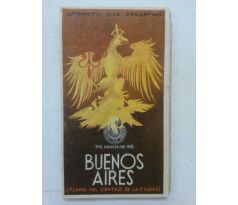 AUTOMOVIL CLUB ARGENTINO
BUENOS
AIRES
(PLANO DEL CENTRO DE LA CIUDAD)